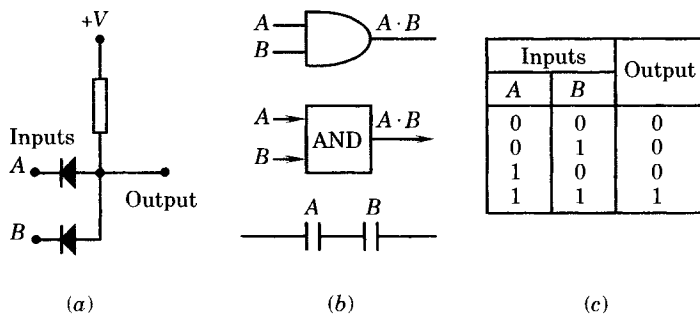 +V
Inputs
A
Output
B
(a)
A
B
A · B
A
B
AND
A · B
A B
(b)
Inputs Output
A B
0 0 0
0 1 0
1 0 0
1 1 1
(c)